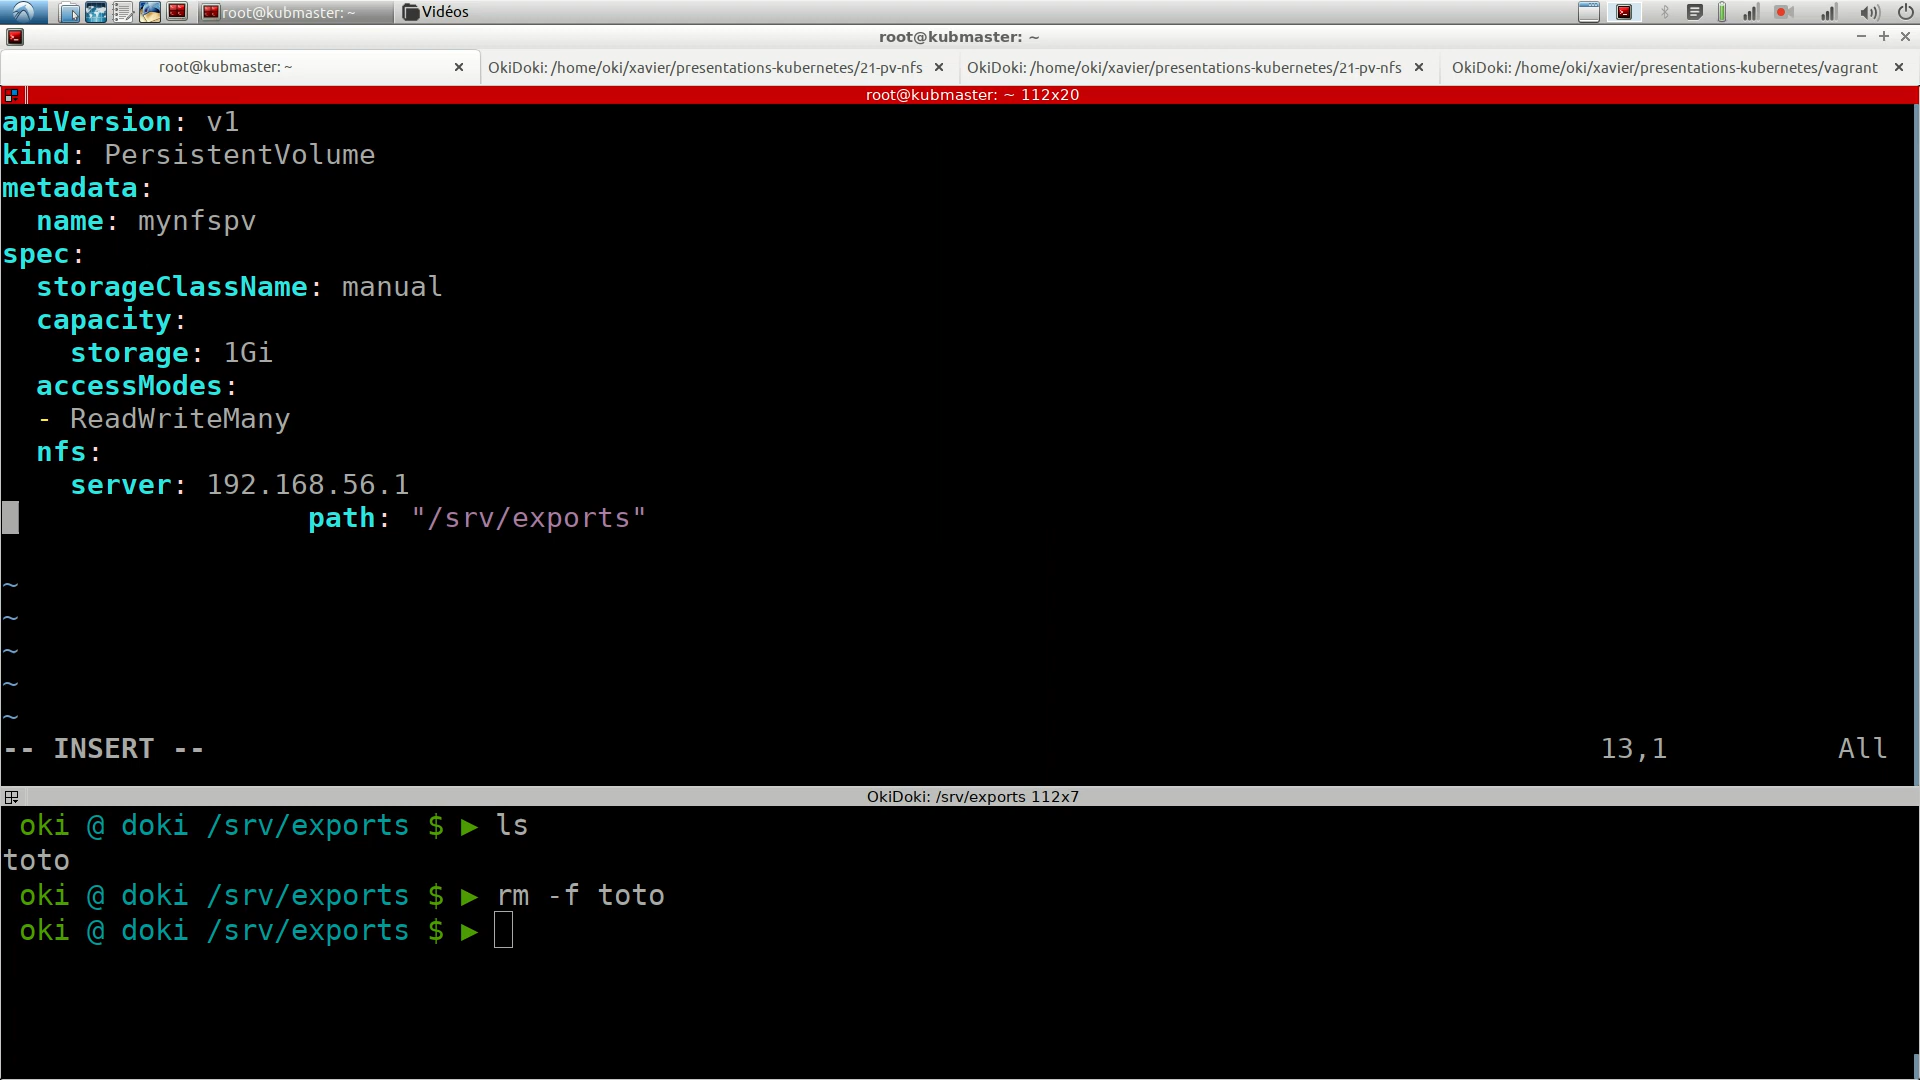 root@kubmaster: ~
Vidéos
root@kubmaster: ~
root@kubmaster: ~
OkiDoki: /home/oki/xavier/presentations-kubernetes/21-pv-nfs
OkiDoki: /home/oki/xavier/presentations-kubernetes/21-pv-nfs
OkiDoki: /home/oki/xavier/presentations-kubernetes/vagrant
root@kubmaster: ~ 112x20
apiVersion: v1
kind: PersistentVolume
metadata:
  name: mynfspv
spec:
  storageClassName: manual
  capacity:
    storage: 1Gi
  accessModes:
  - ReadWriteMany
  nfs:
    server: 192.168.56.1
                  path: "/srv/exports"
~
~
~
~
~
-- INSERT -- 13,1 All
OkiDoki: /srv/exports 112x7
oki @ doki /srv/exports $ ▶ ls
toto
oki @ doki /srv/exports $ ▶ rm -f toto
oki @ doki /srv/exports $ ▶